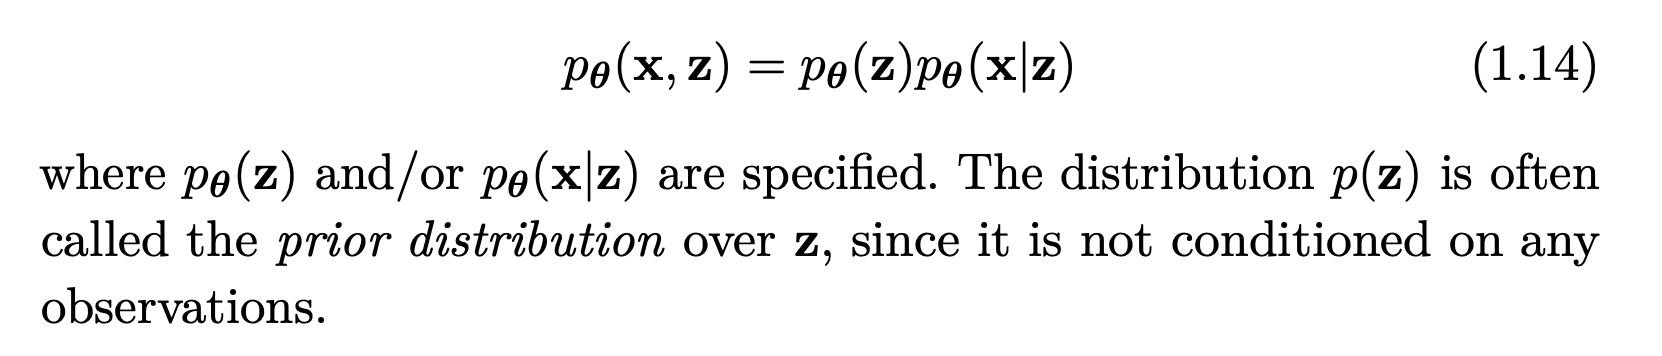 p𝜽(𝐱, 𝐳) = p𝜽(𝐳)p𝜽(𝐱|𝐳) (1.14)
where p𝜽(𝐳) and/or p𝜽(𝐱|𝐳) are specified. The distribution p(𝐳) is often
called the prior distribution over 𝐳, since it is not conditioned on any
observations.